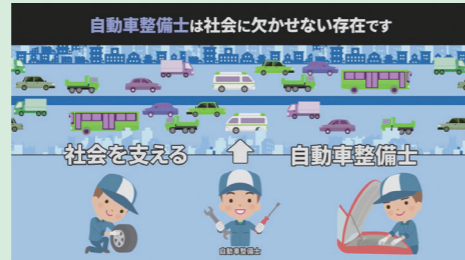 自動車整備士は社会に欠かせない存在です
社会を支える
自動車整備士
自動車整備士